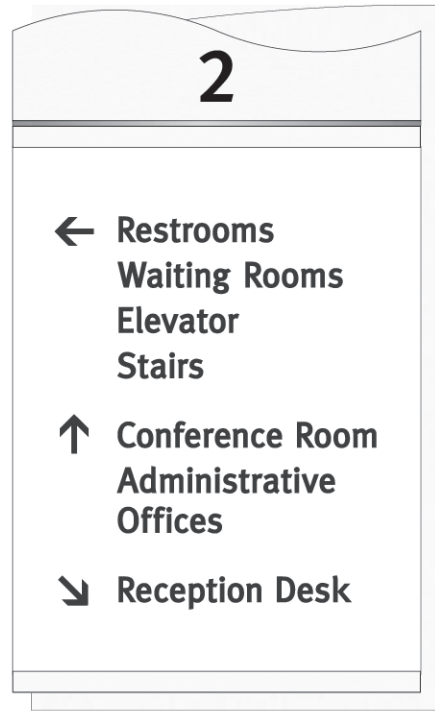 2
← Restrooms
Waiting Rooms
Elevator
Stairs
↑ Conference Room
Administrative
Offices
↘ Reception Desk